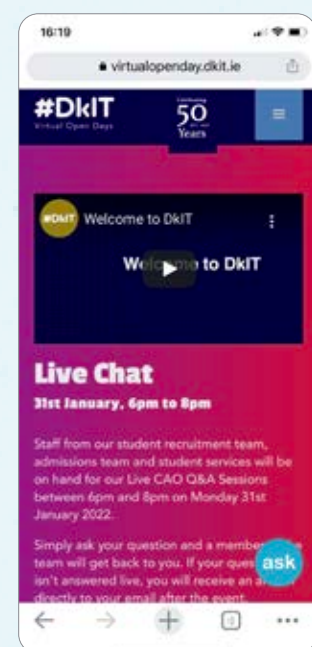 16:19
virtualopenday.dkit.ie
#DkIT
Virtual Open Days
Celebrating
50
Years
#DkIT
Welcome to DkIT
Welcome to DkIT
Live Chat
31st January, 6pm to 8pm
Staff from our student recruitment team,
admissions team and student services will be
on hand for our Live CAO Q&A Sessions
between 6pm and 8pm on Monday 31st
January 2022.
Simply ask your question and a member
team will get back to you. If your ques
isn't answered live, you will receive an
directly to your email after the event.
ask